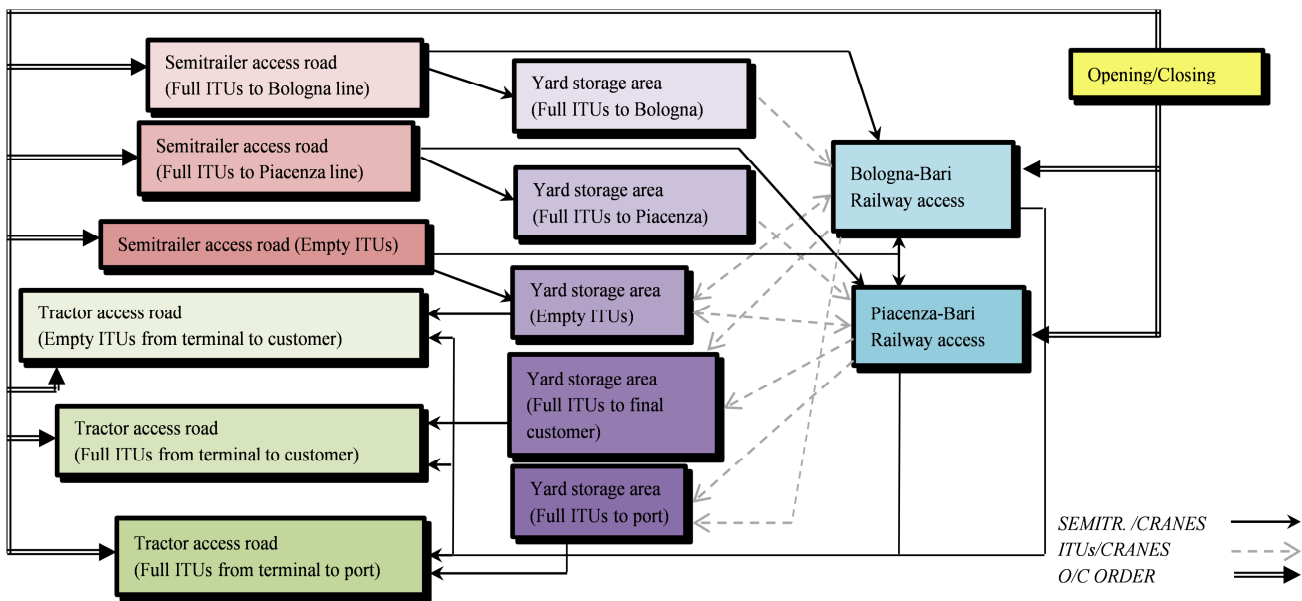 Semitrailer access road
(Full ITUs to Bologna line)
Yard storage area
(Full ITUs to Bologna)
Opening/Closing
Semitrailer access road
(Full ITUs to Piacenza line)
Yard storage area
(Full ITUs to Piacenza)
Bologna-Bari
Railway access
Semitrailer access road (Empty ITUs)
Yard storage area
(Empty ITUs)
Piacenza-Bari
Railway access
Tractor access road
(Empty ITUs from terminal to customer)
Yard storage area
(Full ITUs to final
customer)
Tractor access road
(Full ITUs from terminal to customer)
Yard storage area
(Full ITUs to port)
Tractor access road
(Full ITUs from terminal to port)
SEMITR. /CRANES
ITUs/CRANES
O/C ORDER